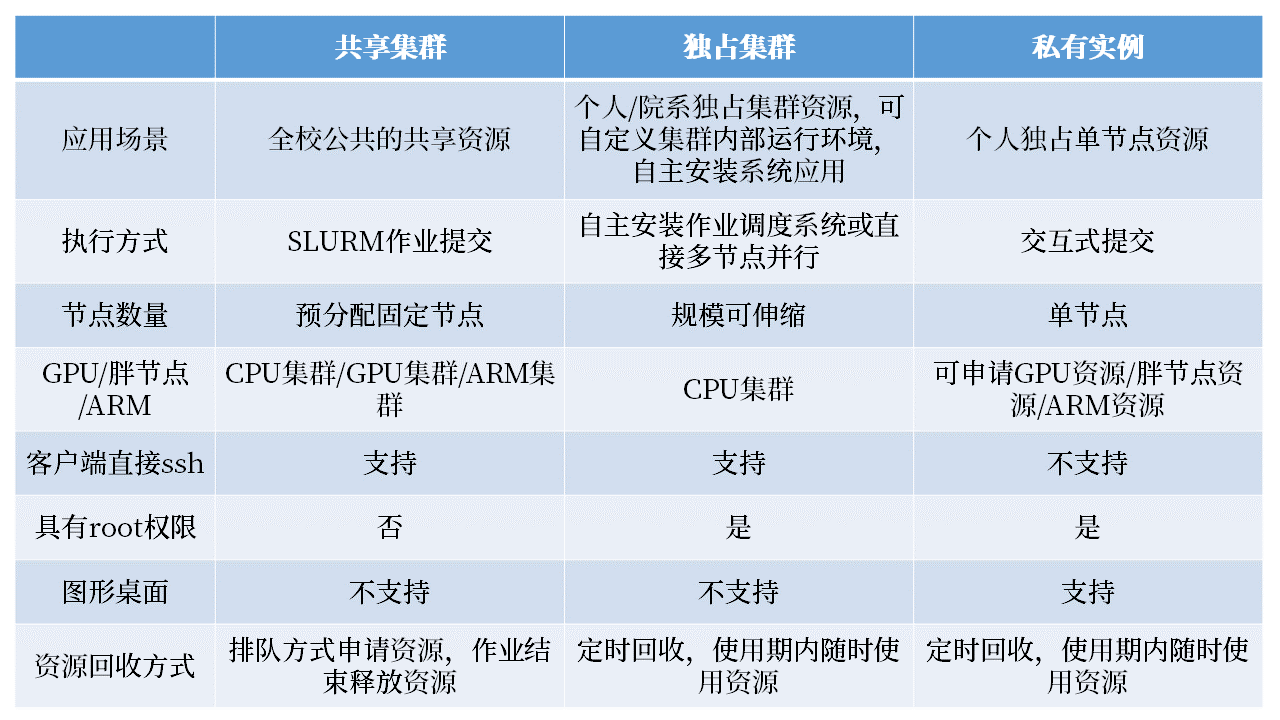 共享集群
独占集群
私有实例
应用场景
全校公共的共享资源
个人/院系独占集群资源，可
自定义集群内部运行环境，
自主安装系统应用
个人独占单节点资源
执行方式
SLURM作业提交
自主安装作业调度系统或直
接多节点并行
交互式提交
节点数量
预分配固定节点
规模可伸缩
单节点
GPU/胖节点
/ARM
CPU集群/GPU集群/ARM集
群
CPU集群
可申请GPU资源/胖节点资
源/ARM资源
客户端直接ssh
支持
支持
不支持
具有root权限
否
是
是
图形桌面
不支持
不支持
支持
资源回收方式
排队方式申请资源，作业结
束释放资源
定时回收，使用期内随时使
用资源
定时回收，使用期内随时使
用资源